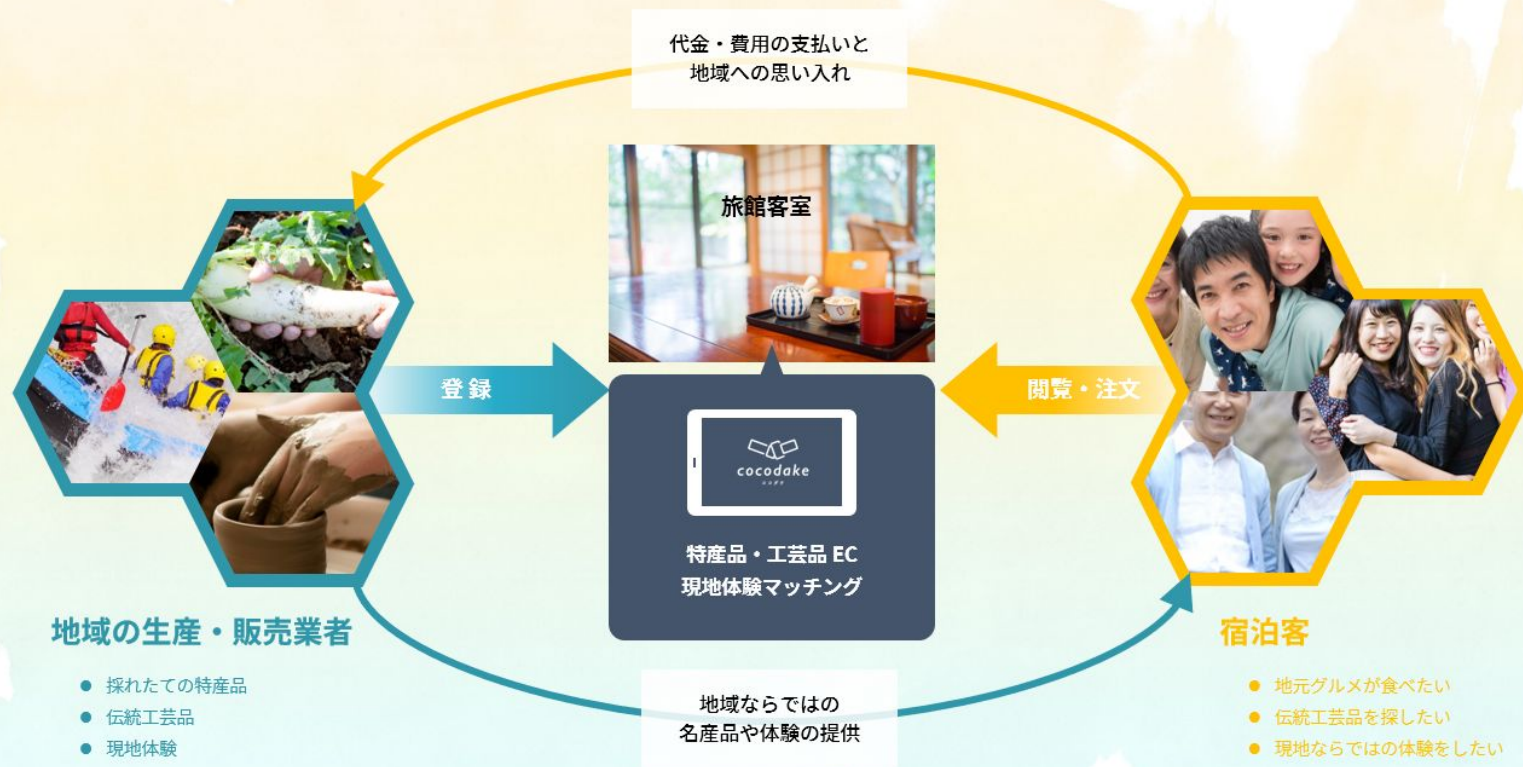 代金・費用の支払いと
地域への思い入れ
旅館客室
登録
閲覧・注文
cocodake
特産品・工芸品 EC
現地体験マッチング
地域の生産・販売業者
● 採れたての特産品
● 伝統工芸品
● 現地体験
宿泊客
● 地元グルメが食べたい
● 伝統工芸品を探したい
● 現地ならではの体験をしたい
地域ならではの
名産品や体験の提供